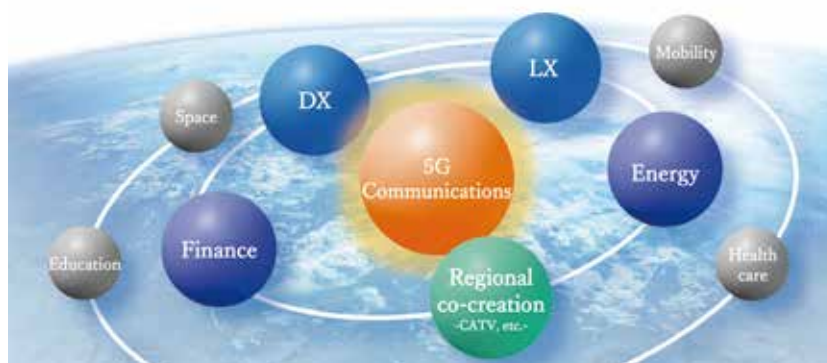 Mobility
LX
DX
Space
5G
Communications
Energy
Finance
Education
Health
care
Regional
co-creation
-CATV, etc.-